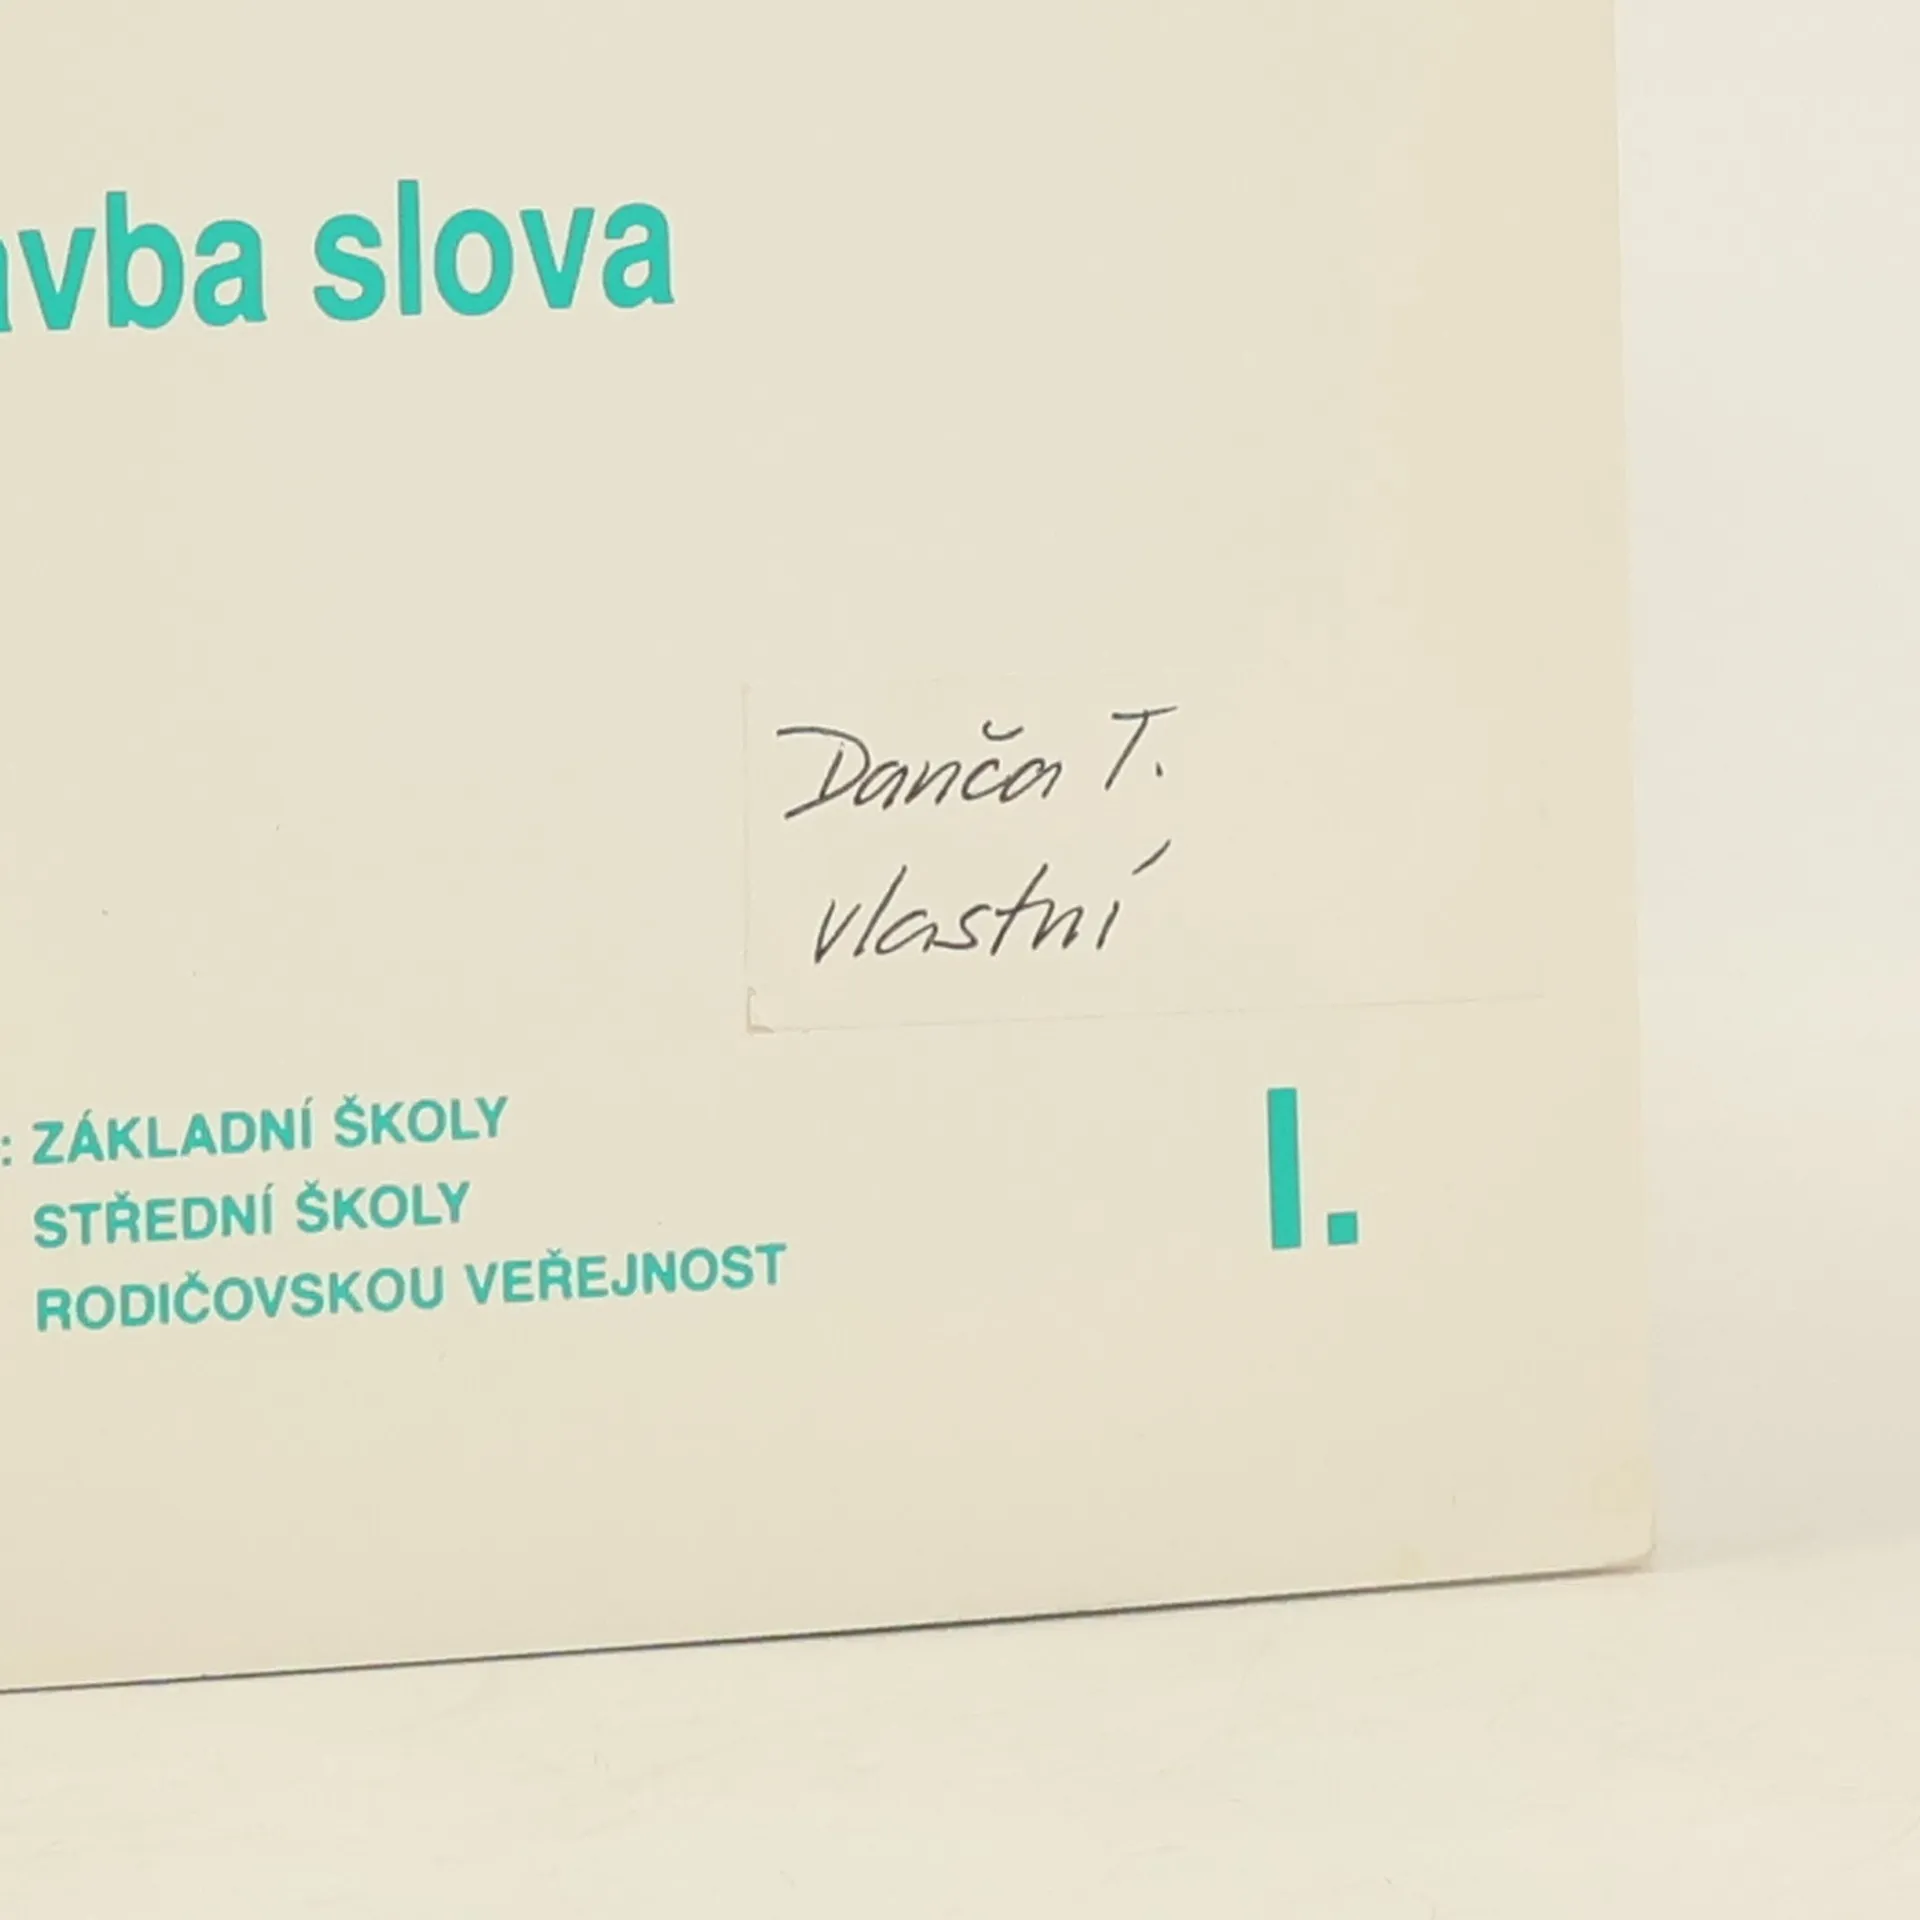 avba slova
Danča T.
vlastní
: ZÁKLADNÍ ŠKOLY
STŘEDNÍ ŠKOLY
RODIČOVSKOU VEŘEJNOST
I.